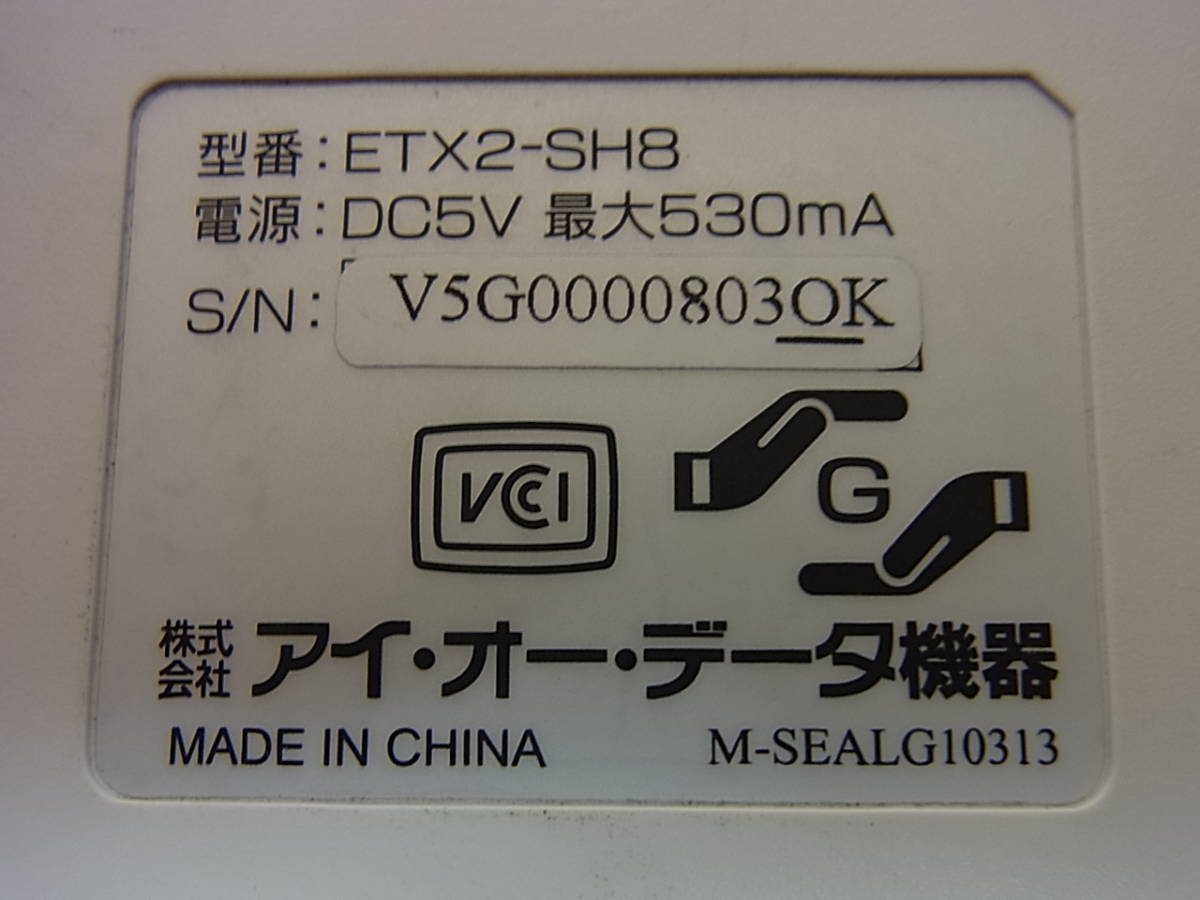 型番：ETX2-SH8
電源：DC5V 最大530mA
S/N：V5G0000803OK
VCCI
G
株式会社 アイ・オー・データ機器
MADE IN CHINA M-SEALG10313